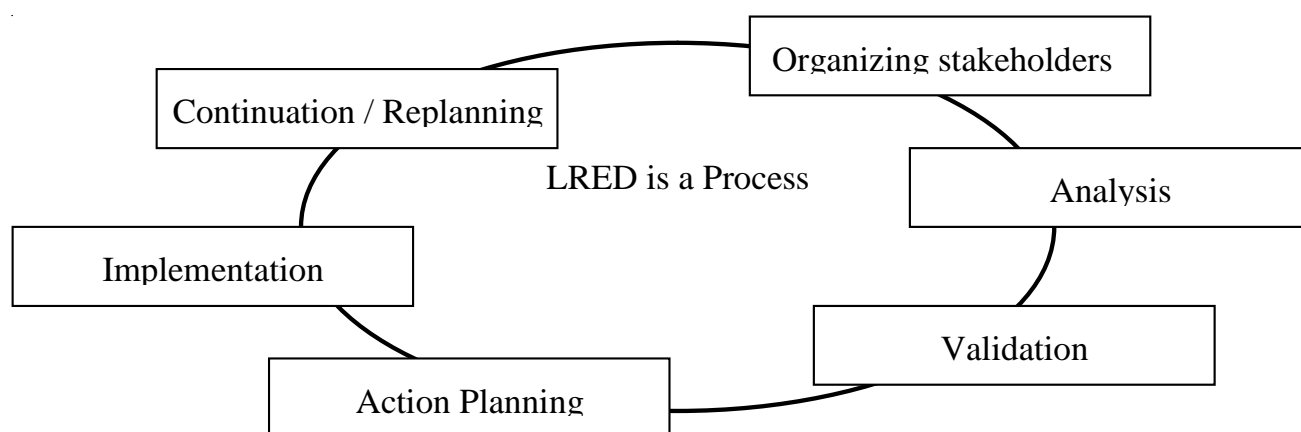 Organizing stakeholders
Continuation / Replanning
LRED is a Process
Analysis
Implementation
Validation
Action Planning